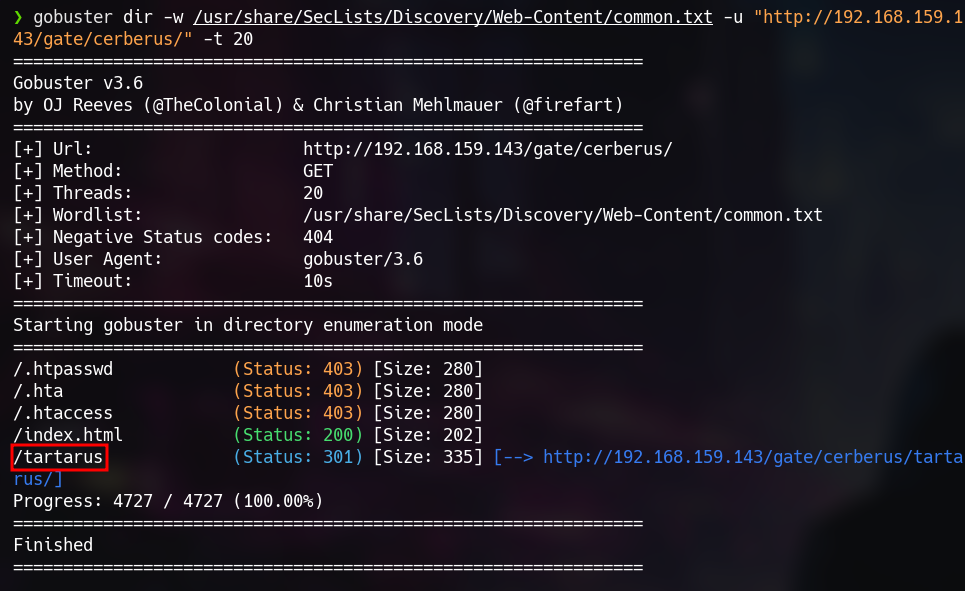 ❯ gobuster dir -w /usr/share/SecLists/Discovery/Web-Content/common.txt -u "http://192.168.159.1
43/gate/cerberus/" -t 20
===============================================================
Gobuster v3.6
by OJ Reeves (@TheColonial) & Christian Mehlmauer (@firefart)
===============================================================
[+] Url:                     http://192.168.159.143/gate/cerberus/
[+] Method:                  GET
[+] Threads:                 20
[+] Wordlist:                /usr/share/SecLists/Discovery/Web-Content/common.txt
[+] Negative Status codes:   404
[+] User Agent:              gobuster/3.6
[+] Timeout:                 10s
===============================================================
Starting gobuster in directory enumeration mode
===============================================================
/.htpasswd            (Status: 403) [Size: 280]
/.hta                 (Status: 403) [Size: 280]
/.htaccess            (Status: 403) [Size: 280]
/index.html           (Status: 200) [Size: 202]
/tartarus             (Status: 301) [Size: 335] [--> http://192.168.159.143/gate/cerberus/tarta
rus/]
Progress: 4727 / 4727 (100.00%)
===============================================================
Finished
===============================================================